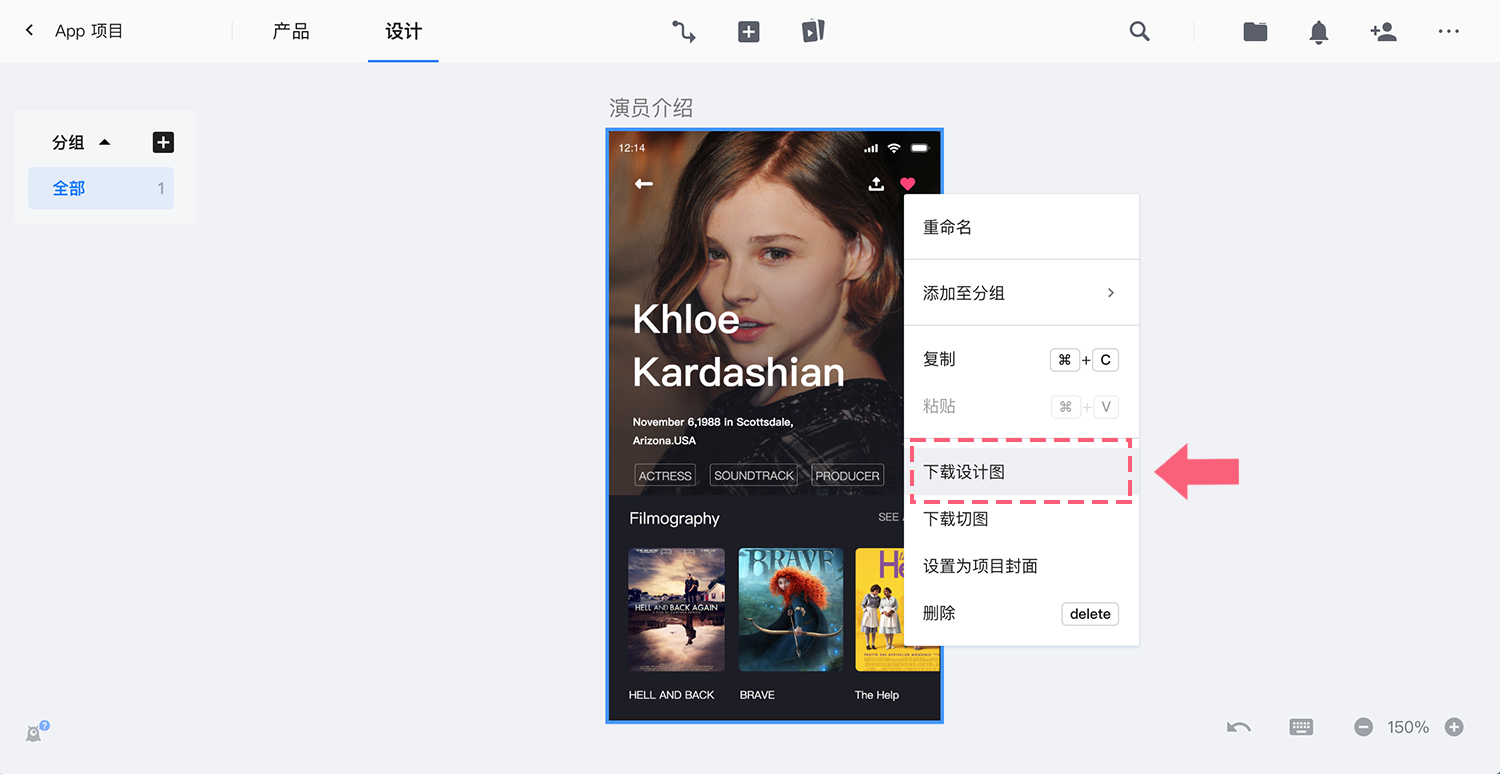 App 项目
产品
设计
分组
全部 1
演员介绍
12:14
Khloe
Kardashian
November 6,1988 in Scottsdale,
Arizona.USA
ACTRESS SOUNDTRACK PRODUCER
Filmography
SEE
HELL AND BACK AGAIN
BRAVE
HELL AND BACK
BRAVE
The Help
重命名
添加至分组
复制 ⌘ + C
粘贴 ⌘ + V
下载设计图
下载切图
设置为项目封面
删除 delete
?
150%